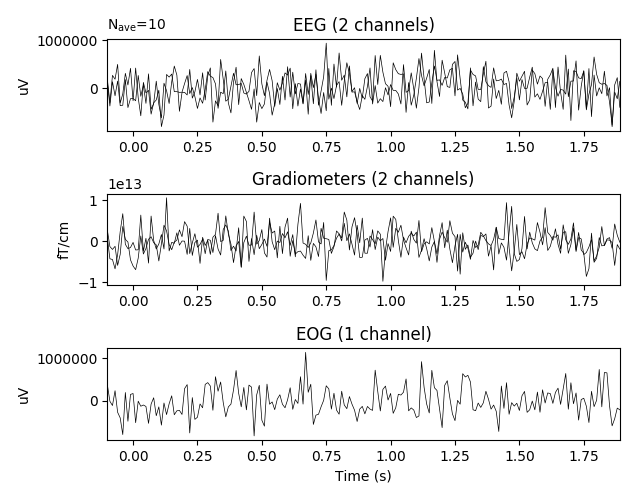 N_ave=10
EEG (2 channels)
1000000
0
uV
0.00 0.25 0.50 0.75 1.00 1.25 1.50 1.75
1e13
Gradiometers (2 channels)
1
0
−1
fT/cm
0.00 0.25 0.50 0.75 1.00 1.25 1.50 1.75
EOG (1 channel)
1000000
0
uV
0.00 0.25 0.50 0.75 1.00 1.25 1.50 1.75
Time (s)